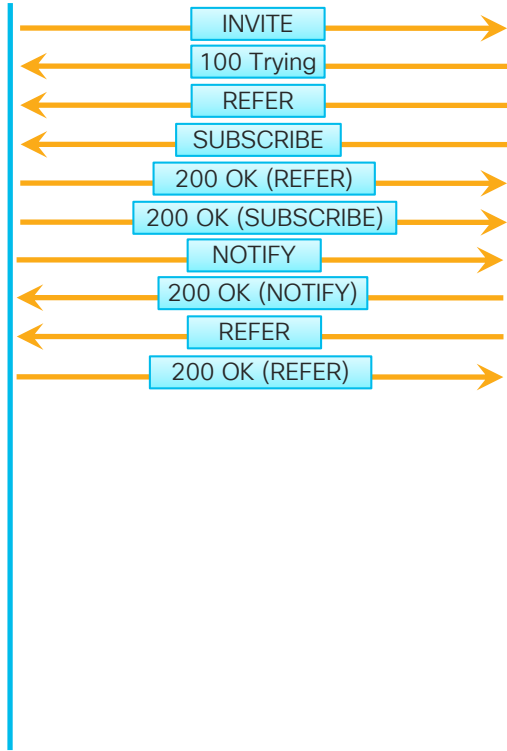 INVITE
100 Trying
REFER
SUBSCRIBE
200 OK (REFER)
200 OK (SUBSCRIBE)
NOTIFY
200 OK (NOTIFY)
REFER
200 OK (REFER)